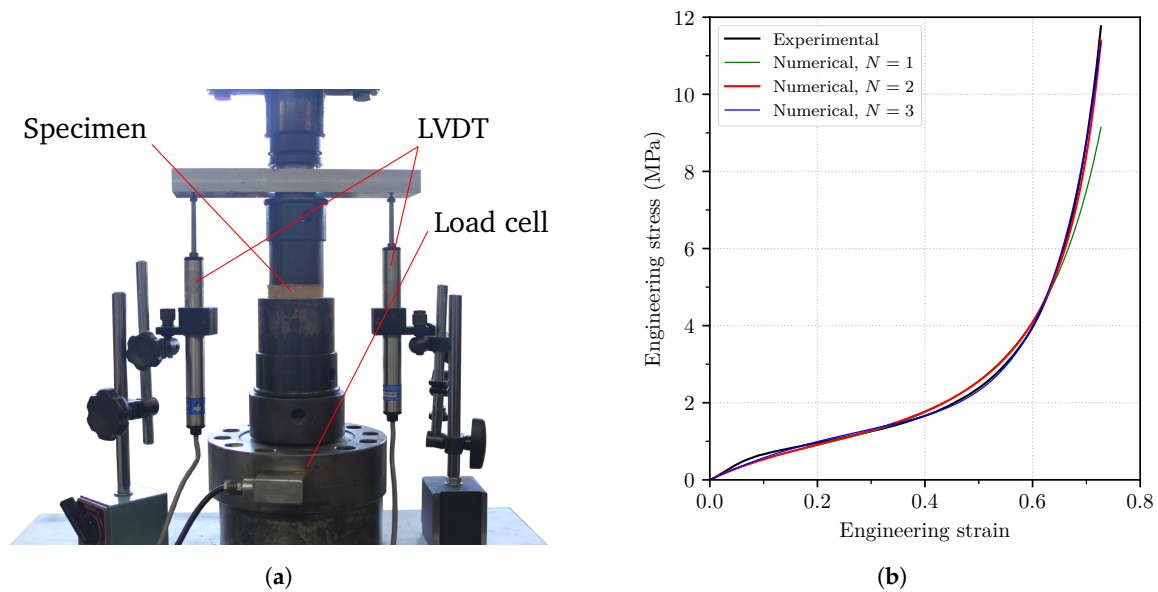 Specimen
LVDT
Load cell
(a)
Engineering stress (MPa)
12
10
8
6
4
2
0
Experimental
Numerical, N = 1
Numerical, N = 2
Numerical, N = 3
0.0 0.2 0.4 0.6 0.8
Engineering strain
(b)